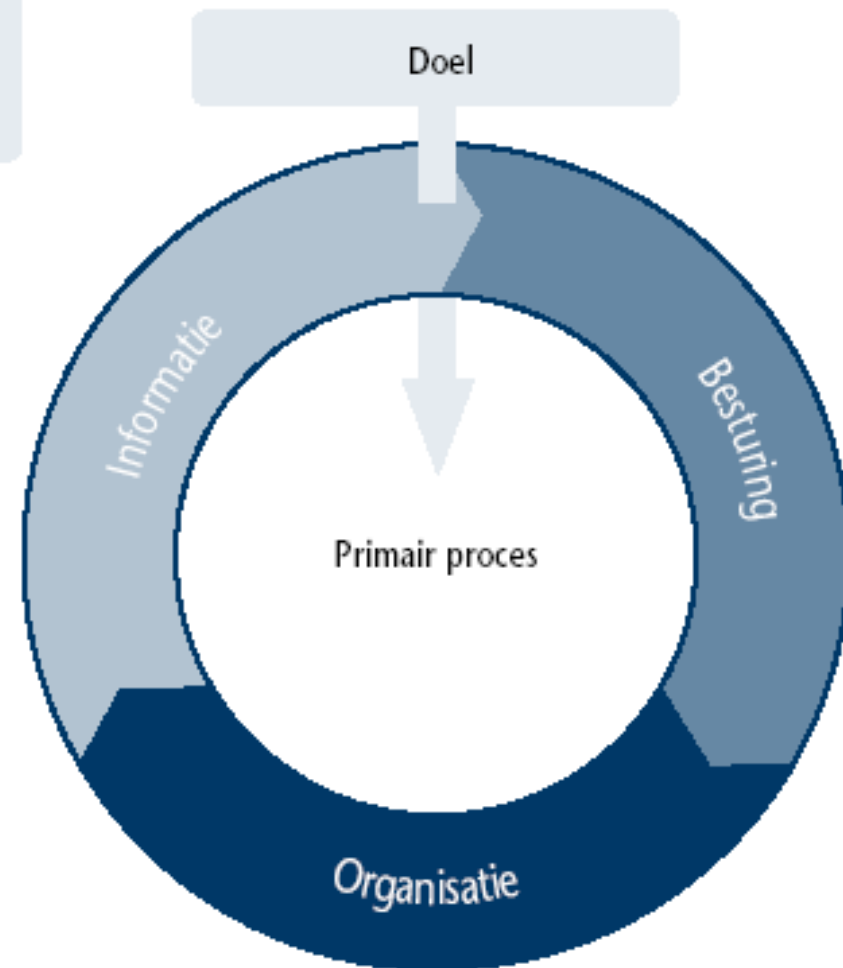 Doel
Informatie
Besturing
Primair proces
Organisatie